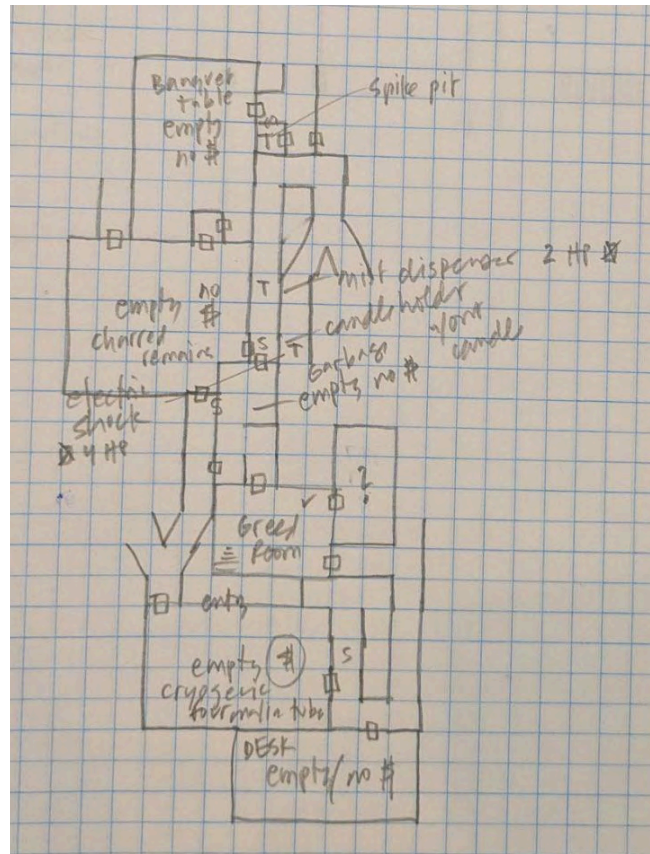 Banquet
table
empty
no $
Spike pit
T
mist dispenser 2 HP
T
empty no
$
charred
remains
candleholder
w/out
candle
S
T
Garbage
empty no $
electric
shock
4 HP
S
?
Greed
Room
T
entry
empty $
cryogenic
formalin tube
S
DESK
empty/no $